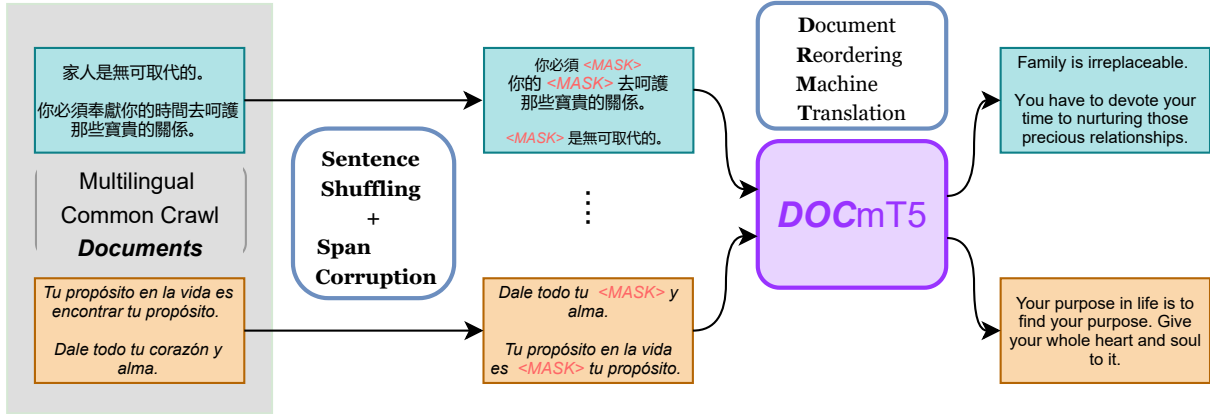 家人是無可取代的。
你必須奉獻你的時間去呵護
那些寶貴的關係。
Multilingual
Common Crawl
Documents
Tu propósito en la vida es
encontrar tu propósito.
Dale todo tu corazón y
alma.
Sentence
Shuffling
+
Span
Corruption
你必須 <MASK>
你的 <MASK> 去呵護
那些寶貴的關係。
<MASK> 是無可取代的。
Dale todo tu <MASK> y
alma.
Tu propósito en la vida
es <MASK> tu propósito.
Document
Reordering
Machine
Translation
DOCmT5
Family is irreplaceable.
You have to devote your
time to nurturing those
precious relationships.
Your purpose in life is to
find your purpose. Give
your whole heart and soul
to it.